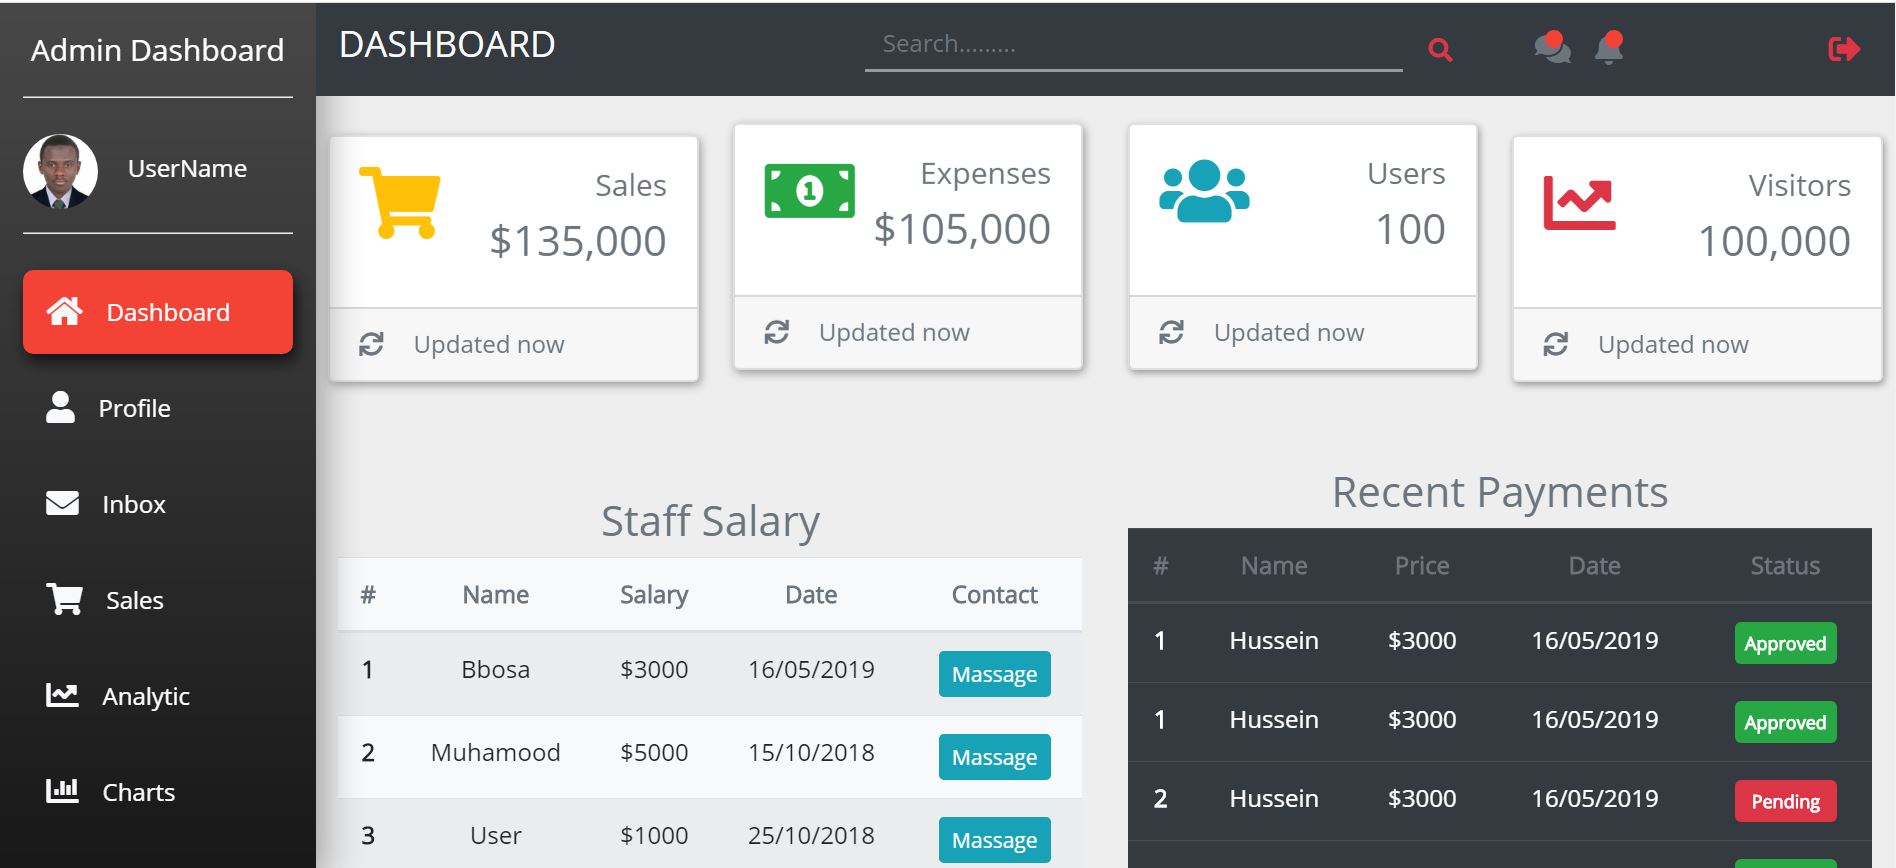 Admin Dashboard
DASHBOARD
Search.........
UserName
Dashboard
Profile
Inbox
Sales
Analytic
Charts
Sales
$135,000
Updated now
1
Expenses
$105,000
Updated now
Users
100
Updated now
Visitors
100,000
Updated now
Staff Salary
# Name Salary Date Contact
1 Bbosa $3000 16/05/2019 Massage
2 Muhamood $5000 15/10/2018 Massage
3 User $1000 25/10/2018 Massage
Recent Payments
# Name Price Date Status
1 Hussein $3000 16/05/2019 Approved
1 Hussein $3000 16/05/2019 Approved
2 Hussein $3000 16/05/2019 Pending